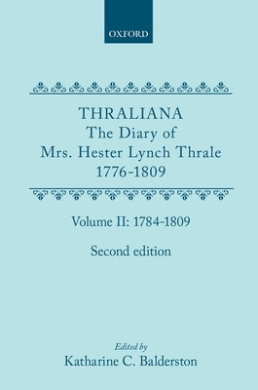 OXFORD
THRALIANA
The Diary of
Mrs. Hester Lynch Thrale
1776-1809
Volume II: 1784-1809
Second edition
Edited by
Katharine C. Balderston